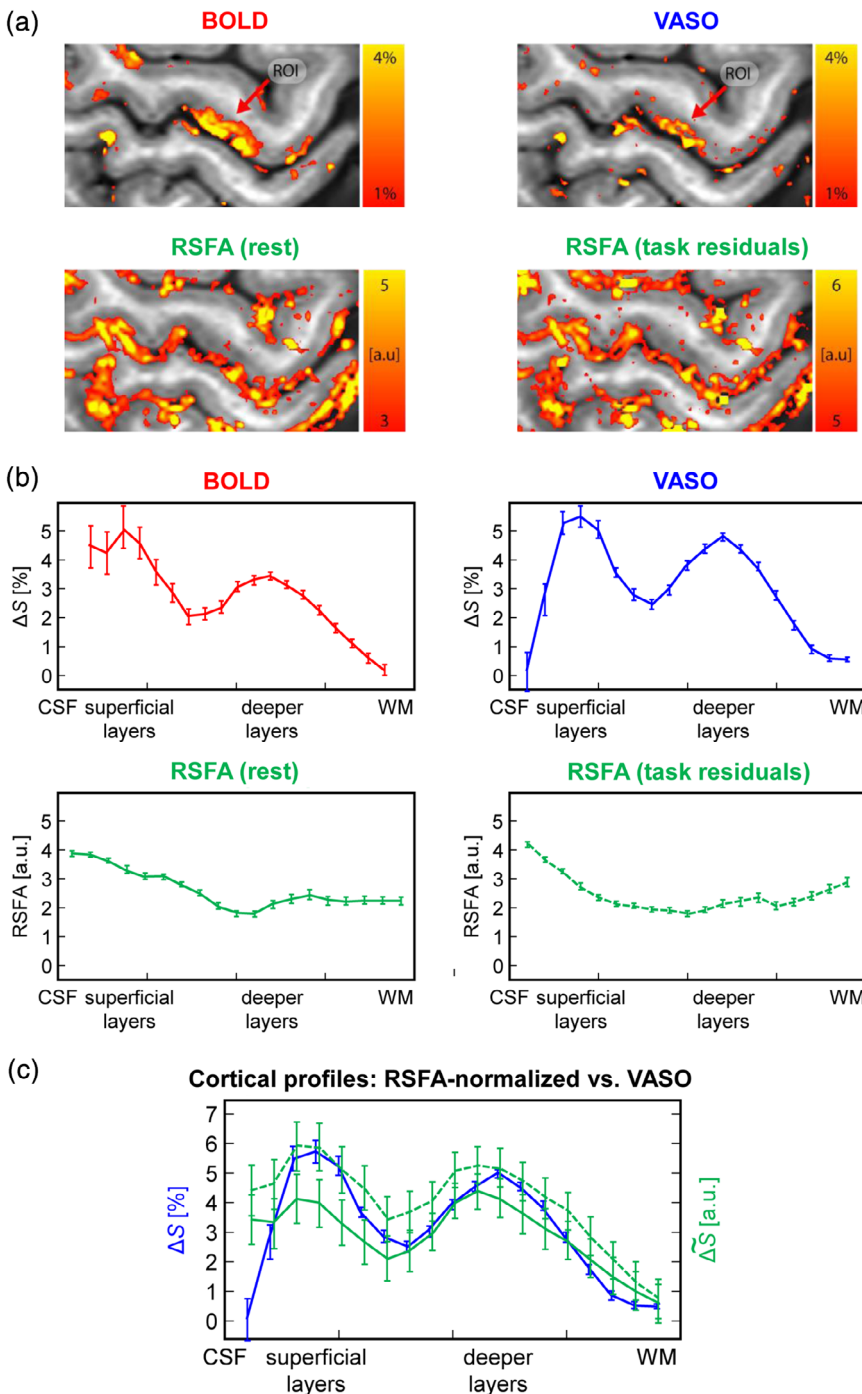 (a)
BOLD
VASO
ROI
4%
1%
ROI
4%
1%
RSFA (rest)
RSFA (task residuals)
5
[a.u]
3
6
[a.u]
5
(b)
BOLD
VASO
ΔS [%]
5
4
3
2
1
0
CSF superficial layers deeper layers WM
ΔS [%]
5
4
3
2
1
0
CSF superficial layers deeper layers WM
RSFA (rest)
RSFA (task residuals)
RSFA [a.u.]
5
4
3
2
1
0
CSF superficial layers deeper layers WM
RSFA [a.u.]
5
4
3
2
1
0
CSF superficial layers deeper layers WM
(c)
Cortical profiles: RSFA-normalized vs. VASO
ΔS [%]
7
6
5
4
3
2
1
0
ΔS̃ [a.u.]
CSF superficial layers deeper layers WM